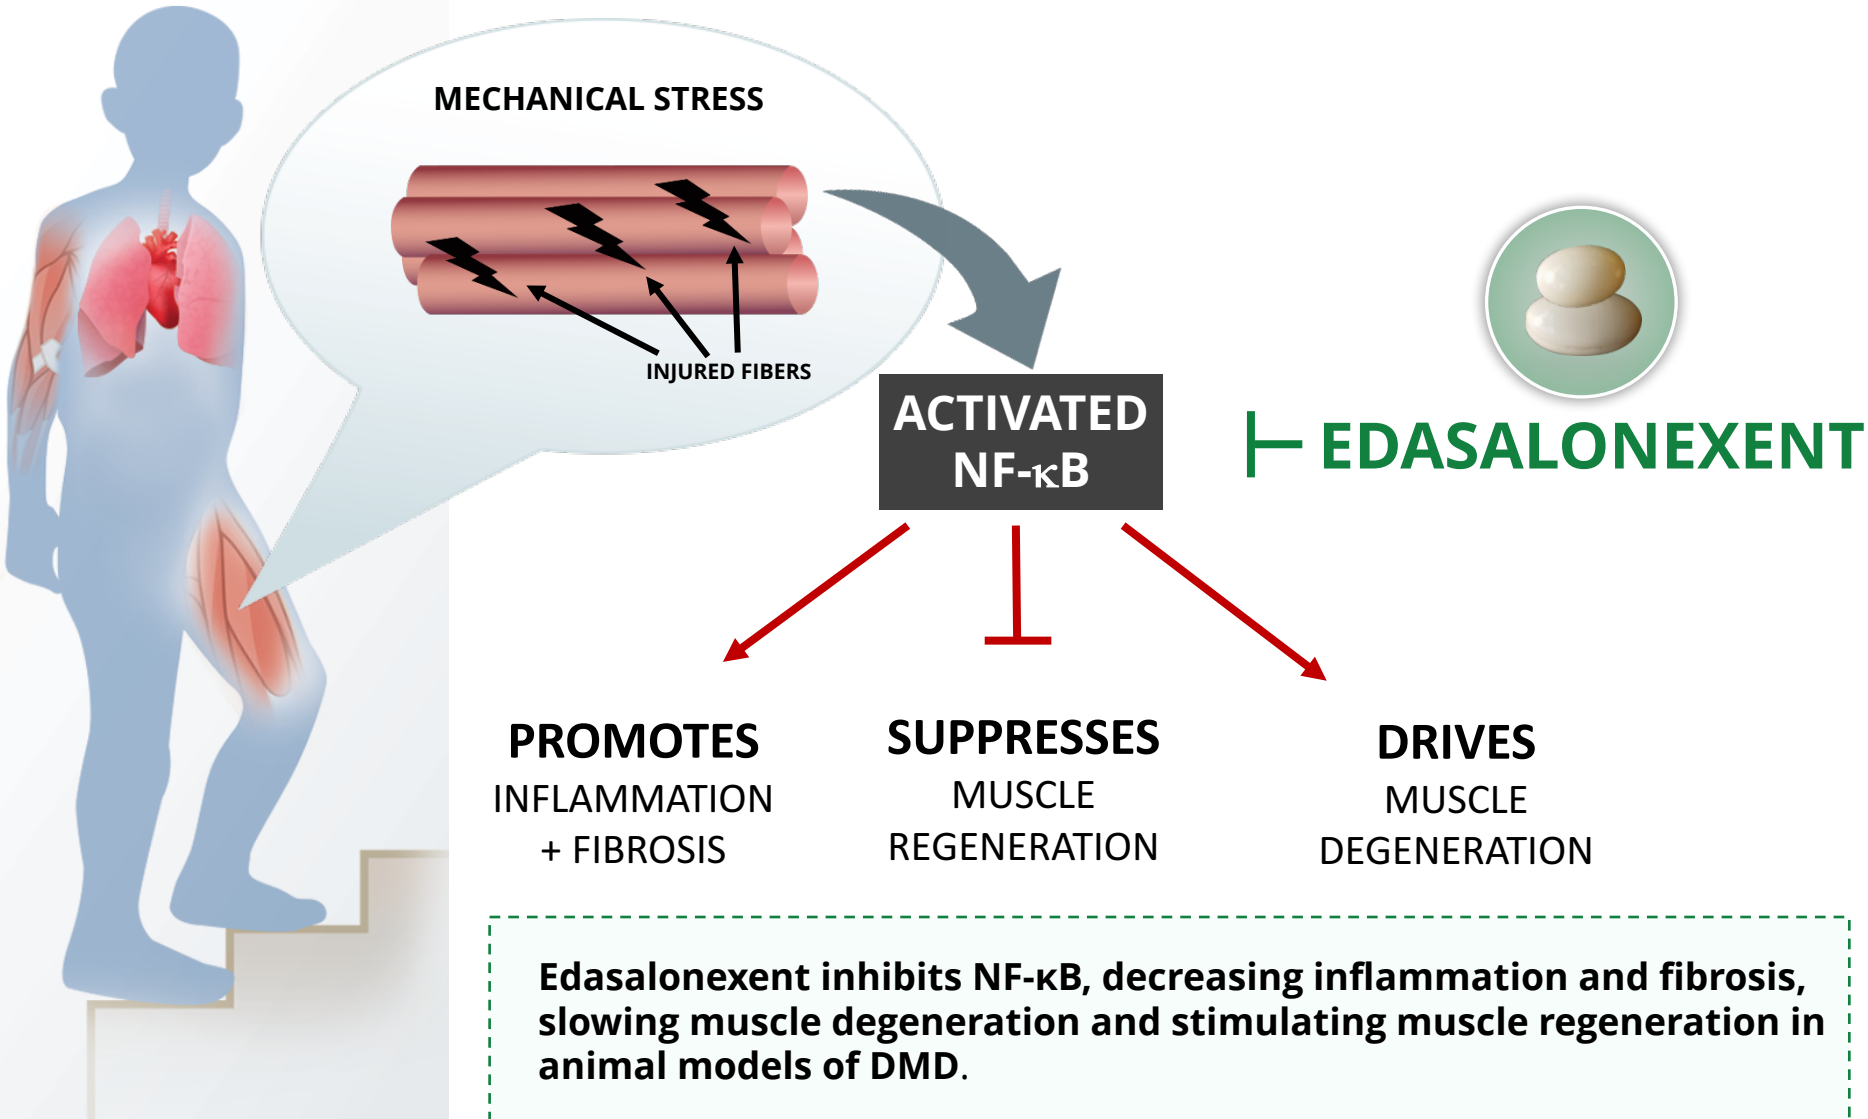 MECHANICAL STRESS
INJURED FIBERS
ACTIVATED
NF-κB
EDASALONEXENT
PROMOTES
INFLAMMATION
+ FIBROSIS
SUPPRESSES
MUSCLE
REGENERATION
DRIVES
MUSCLE
DEGENERATION
Edasalonexent inhibits NF-κB, decreasing inflammation and fibrosis,
slowing muscle degeneration and stimulating muscle regeneration in
animal models of DMD.